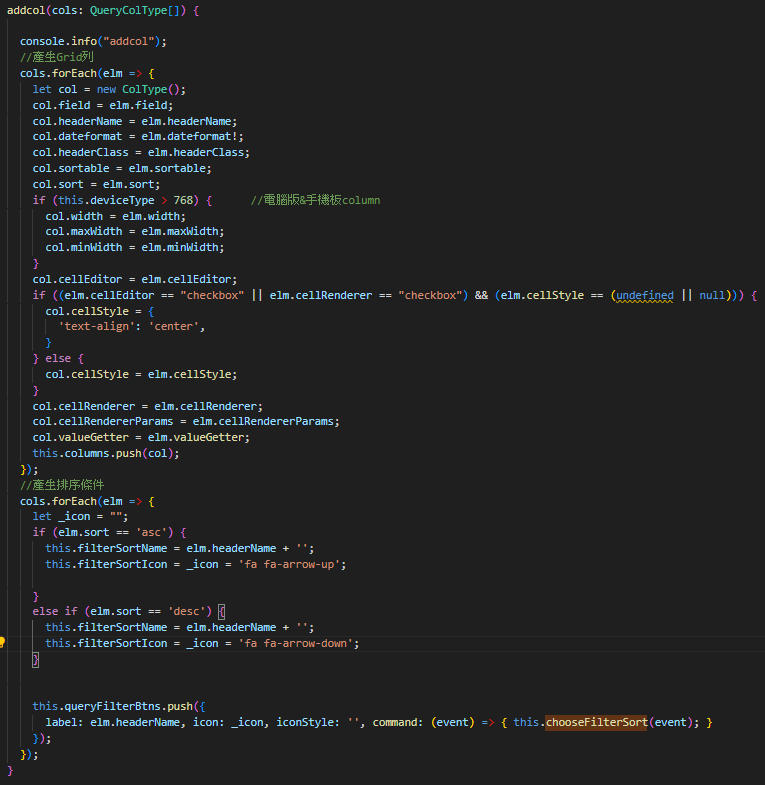 addcol(cols: QueryColType[]) {
console.info("addcol");
//產生Grid列
cols.forEach(elm => {
let col = new ColType();
col.field = elm.field;
col.headerName = elm.headerName;
col.dateformat = elm.dateformat!;
col.headerClass = elm.headerClass;
col.sortable = elm.sortable;
col.sort = elm.sort;
if (this.deviceType > 768) { //電腦版&手機板column
col.width = elm.width;
col.maxWidth = elm.maxWidth;
col.minWidth = elm.minWidth;
}
col.cellEditor = elm.cellEditor;
if ((elm.cellEditor == "checkbox" || elm.cellRenderer == "checkbox") && (elm.cellStyle == (undefined || null))) {
col.cellStyle = {
'text-align': 'center',
}
} else {
col.cellStyle = elm.cellStyle;
}
col.cellRenderer = elm.cellRenderer;
col.cellRendererParams = elm.cellRendererParams;
col.valueGetter = elm.valueGetter;
this.columns.push(col);
});
//產生排序條件
cols.forEach(elm => {
let _icon = "";
if (elm.sort == 'asc') {
this.filterSortName = elm.headerName + '';
this.filterSortIcon = _icon = 'fa fa-arrow-up';
}
else if (elm.sort == 'desc') {
this.filterSortName = elm.headerName + '';
this.filterSortIcon = _icon = 'fa fa-arrow-down';
}
this.queryFilterBtns.push({
label: elm.headerName, icon: _icon, iconStyle: '', command: (event) => { this.chooseFilterSort(event); }
});
});
}